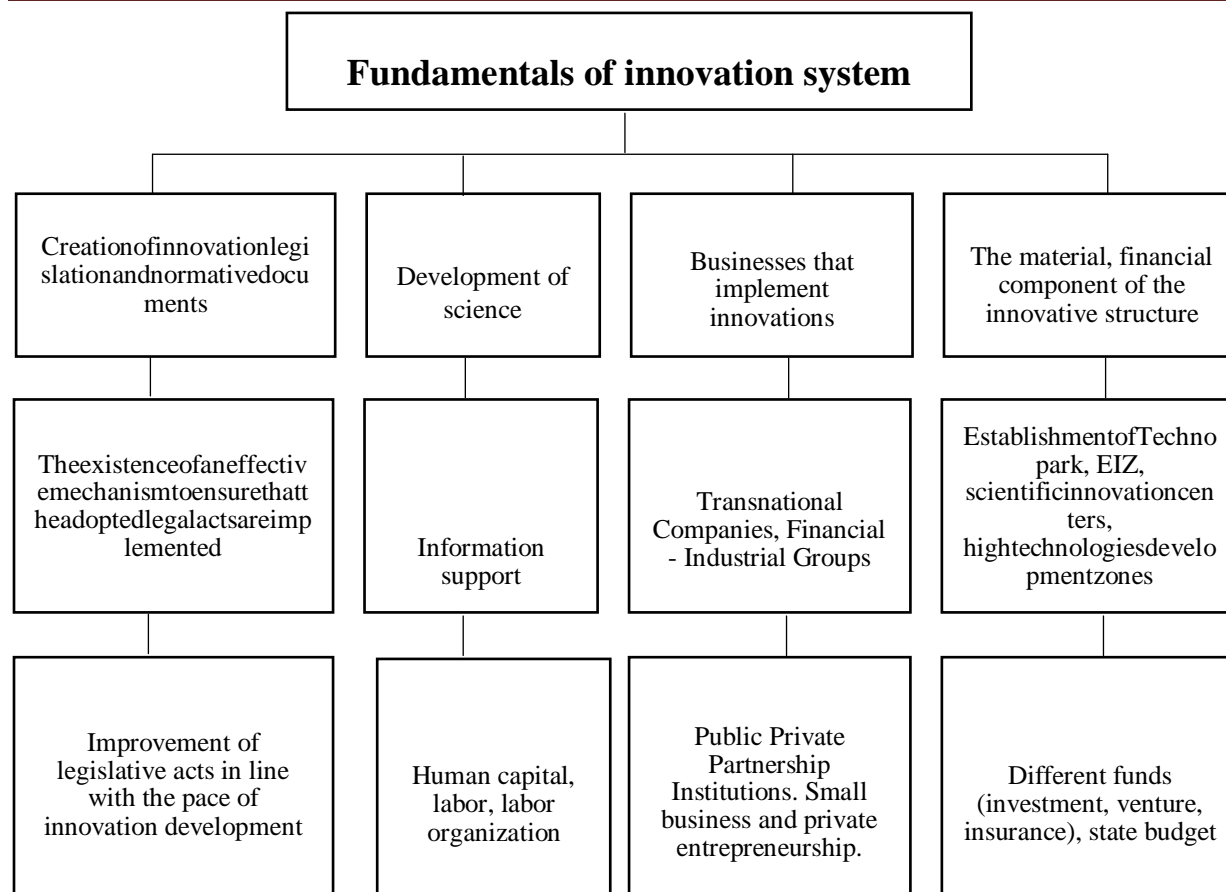 Fundamentals of innovation system
Creationofinnovationlegi
slationandnormativedocu
ments
Development of
science
Businesses that
implement
innovations
The material, financial
component of the
innovative structure
Theexistenceofaneffectiv
emechanismtoensurethatt
headoptedlegalactsareimp
lemented
Information
support
Transnational
Companies, Financial
- Industrial Groups
EstablishmentofTechno
park, EIZ,
scientificinnovationcen
ters,
hightechnologiesdevelo
pmentzones
Improvement of
legislative acts in line
with the pace of
innovation development
Human capital,
labor, labor
organization
Public Private
Partnership
Institutions. Small
business and private
entrepreneurship.
Different funds
(investment, venture,
insurance), state budget